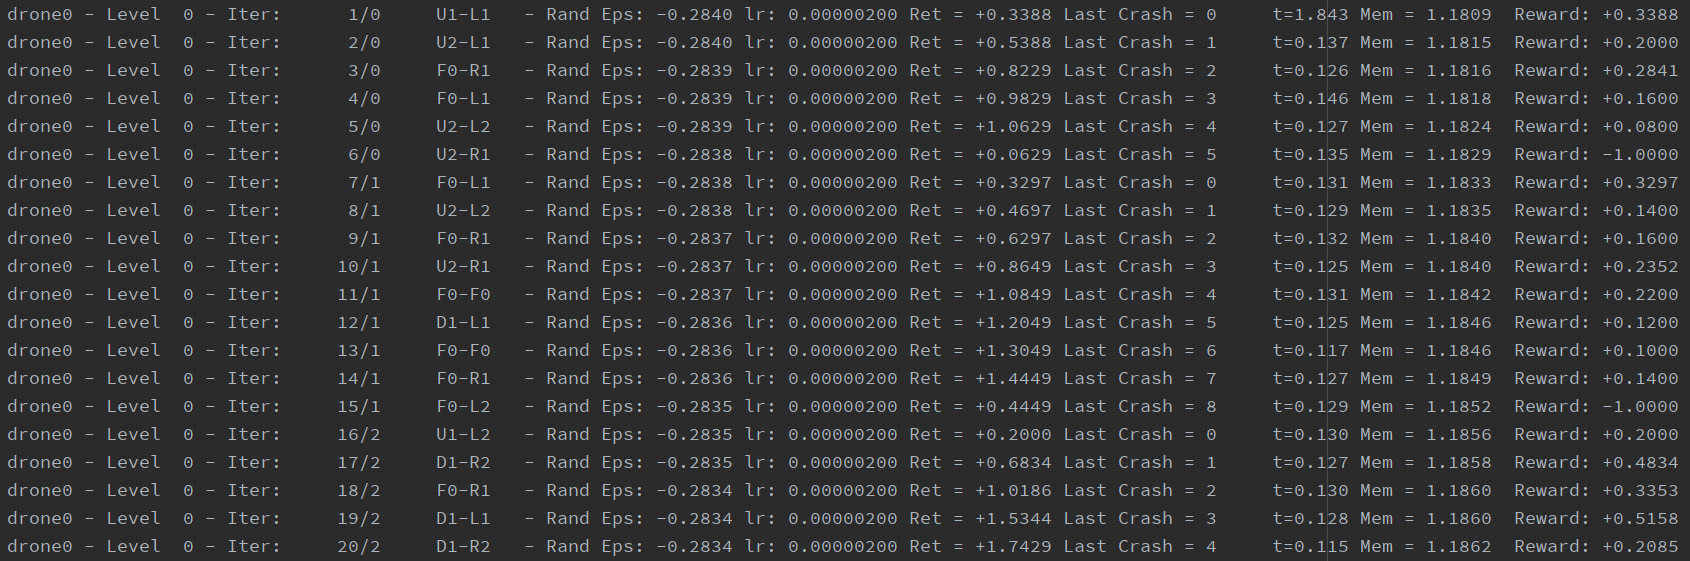 drone0 - Level  0 - Iter:      1/0     U1-L1   - Rand Eps: -0.2840 lr: 0.00000200 Ret = +0.3388 Last Crash = 0     t=1.843 Mem = 1.1809  Reward: +0.3388
drone0 - Level  0 - Iter:      2/0     U2-L1   - Rand Eps: -0.2840 lr: 0.00000200 Ret = +0.5388 Last Crash = 1     t=0.137 Mem = 1.1815  Reward: +0.2000
drone0 - Level  0 - Iter:      3/0     F0-R1   - Rand Eps: -0.2839 lr: 0.00000200 Ret = +0.8229 Last Crash = 2     t=0.126 Mem = 1.1816  Reward: +0.2841
drone0 - Level  0 - Iter:      4/0     F0-L1   - Rand Eps: -0.2839 lr: 0.00000200 Ret = +0.9829 Last Crash = 3     t=0.146 Mem = 1.1818  Reward: +0.1600
drone0 - Level  0 - Iter:      5/0     U2-L2   - Rand Eps: -0.2839 lr: 0.00000200 Ret = +1.0629 Last Crash = 4     t=0.127 Mem = 1.1824  Reward: +0.0800
drone0 - Level  0 - Iter:      6/0     U2-R1   - Rand Eps: -0.2838 lr: 0.00000200 Ret = +0.0629 Last Crash = 5     t=0.135 Mem = 1.1829  Reward: -1.0000
drone0 - Level  0 - Iter:      7/1     F0-L1   - Rand Eps: -0.2838 lr: 0.00000200 Ret = +0.3297 Last Crash = 0     t=0.131 Mem = 1.1833  Reward: +0.3297
drone0 - Level  0 - Iter:      8/1     U2-L2   - Rand Eps: -0.2838 lr: 0.00000200 Ret = +0.4697 Last Crash = 1     t=0.129 Mem = 1.1835  Reward: +0.1400
drone0 - Level  0 - Iter:      9/1     F0-R1   - Rand Eps: -0.2837 lr: 0.00000200 Ret = +0.6297 Last Crash = 2     t=0.132 Mem = 1.1840  Reward: +0.1600
drone0 - Level  0 - Iter:     10/1     U2-R1   - Rand Eps: -0.2837 lr: 0.00000200 Ret = +0.8649 Last Crash = 3     t=0.125 Mem = 1.1840  Reward: +0.2352
drone0 - Level  0 - Iter:     11/1     F0-F0   - Rand Eps: -0.2837 lr: 0.00000200 Ret = +1.0849 Last Crash = 4     t=0.131 Mem = 1.1842  Reward: +0.2200
drone0 - Level  0 - Iter:     12/1     D1-L1   - Rand Eps: -0.2836 lr: 0.00000200 Ret = +1.2049 Last Crash = 5     t=0.125 Mem = 1.1846  Reward: +0.1200
drone0 - Level  0 - Iter:     13/1     F0-F0   - Rand Eps: -0.2836 lr: 0.00000200 Ret = +1.3049 Last Crash = 6     t=0.117 Mem = 1.1846  Reward: +0.1000
drone0 - Level  0 - Iter:     14/1     F0-R1   - Rand Eps: -0.2836 lr: 0.00000200 Ret = +1.4449 Last Crash = 7     t=0.127 Mem = 1.1849  Reward: +0.1400
drone0 - Level  0 - Iter:     15/1     F0-L2   - Rand Eps: -0.2835 lr: 0.00000200 Ret = +0.4449 Last Crash = 8     t=0.129 Mem = 1.1852  Reward: -1.0000
drone0 - Level  0 - Iter:     16/2     U1-L2   - Rand Eps: -0.2835 lr: 0.00000200 Ret = +0.2000 Last Crash = 0     t=0.130 Mem = 1.1856  Reward: +0.2000
drone0 - Level  0 - Iter:     17/2     D1-R2   - Rand Eps: -0.2835 lr: 0.00000200 Ret = +0.6834 Last Crash = 1     t=0.127 Mem = 1.1858  Reward: +0.4834
drone0 - Level  0 - Iter:     18/2     F0-R1   - Rand Eps: -0.2834 lr: 0.00000200 Ret = +1.0186 Last Crash = 2     t=0.130 Mem = 1.1860  Reward: +0.3353
drone0 - Level  0 - Iter:     19/2     D1-L1   - Rand Eps: -0.2834 lr: 0.00000200 Ret = +1.5344 Last Crash = 3     t=0.128 Mem = 1.1860  Reward: +0.5158
drone0 - Level  0 - Iter:     20/2     D1-R2   - Rand Eps: -0.2834 lr: 0.00000200 Ret = +1.7429 Last Crash = 4     t=0.115 Mem = 1.1862  Reward: +0.2085